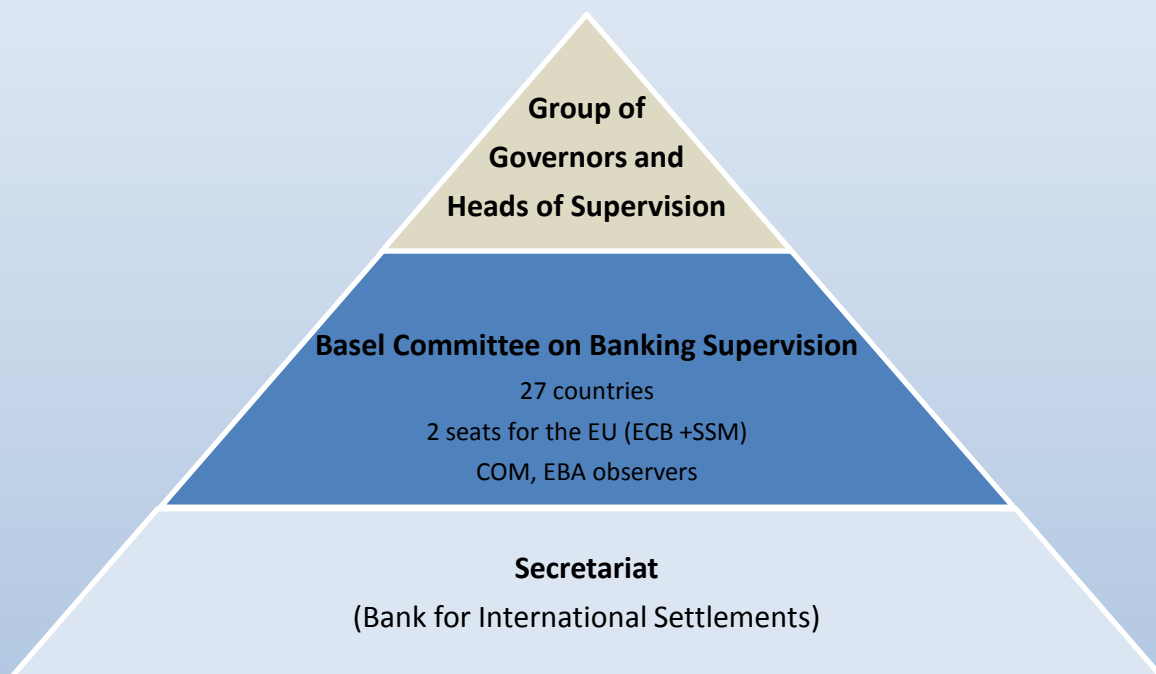 Group of
Governors and
Heads of Supervision
Basel Committee on Banking Supervision
27 countries
2 seats for the EU (ECB +SSM)
COM, EBA observers
Secretariat
(Bank for International Settlements)